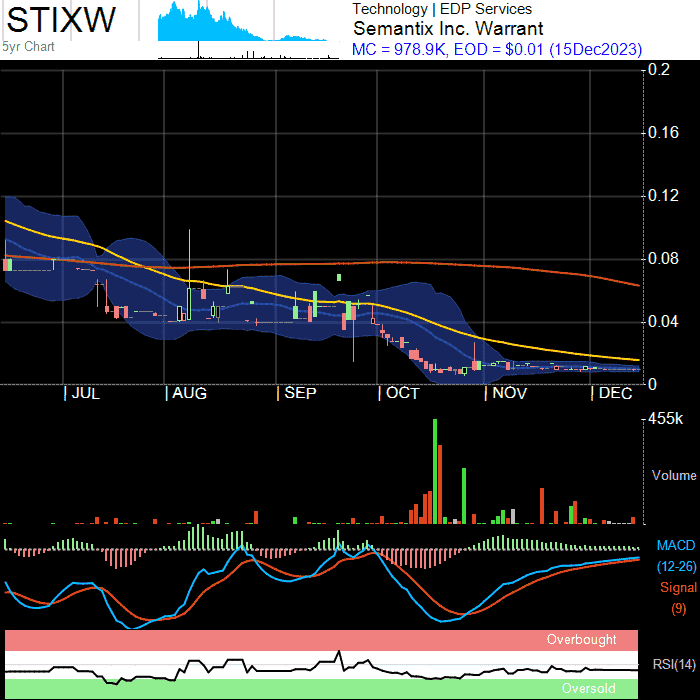 STIXW
5yr Chart
Technology | EDP Services
Semantix Inc. Warrant
MC = 978.9K, EOD = $0.01 (15Dec2023)
0.2
0.16
0.12
0.08
0.04
0
JUL AUG SEP OCT NOV DEC
455k
Volume
MACD
(12-26)
Signal
(9)
Overbought
RSI(14)
Oversold